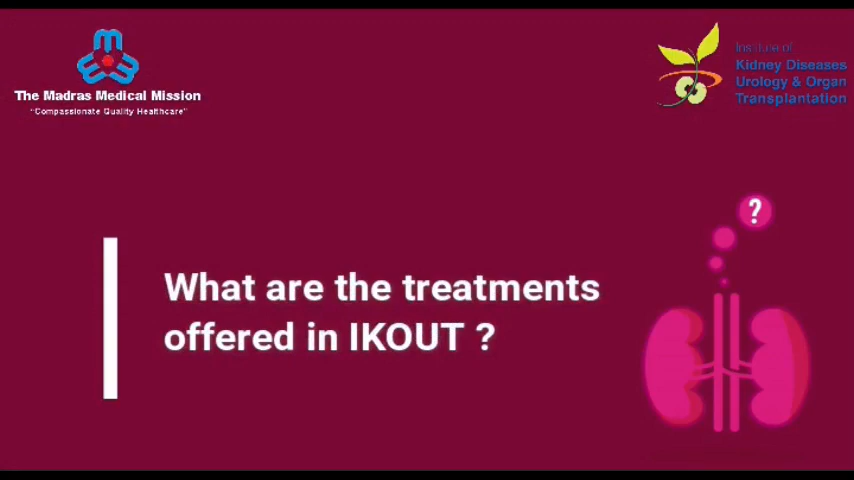 The Madras Medical Mission
"Compassionate Quality Healthcare"
Institute of
Kidney Diseases
Urology & Organ
Transplantation
?
What are the treatments
offered in IKOUT ?